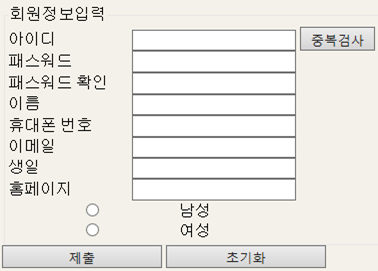 회원정보입력
아이디 중복검사
패스워드
패스워드 확인
이름
휴대폰 번호
이메일
생일
홈페이지
남성
여성
제출 초기화